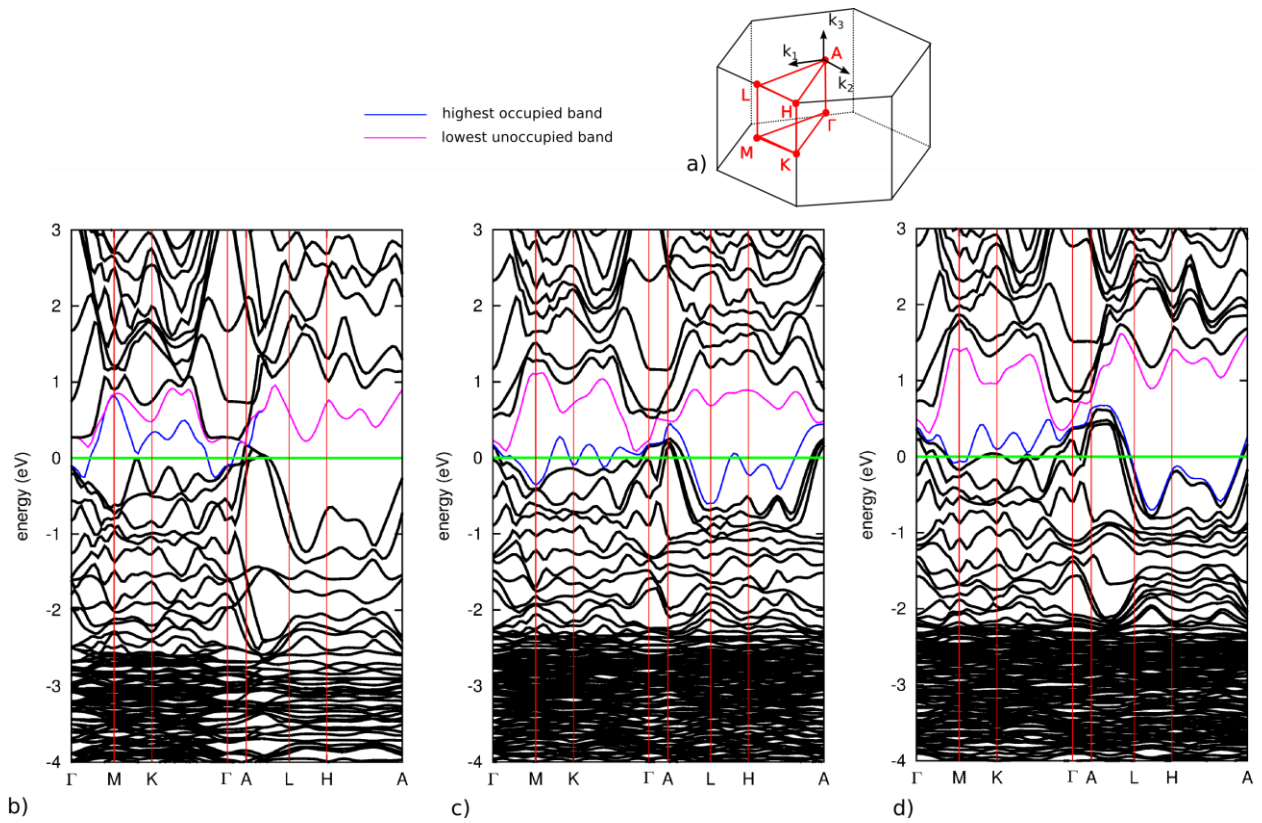 k3
k1
A
k2
L
H
Γ
M
K
a)
highest occupied band
lowest unoccupied band
3
2
1
0
-1
-2
-3
-4
energy (eV)
Γ M K Γ A L H A
b)
3
2
1
0
-1
-2
-3
-4
energy (eV)
Γ M K Γ A L H A
c)
3
2
1
0
-1
-2
-3
-4
energy (eV)
Γ M K Γ A L H A
d)